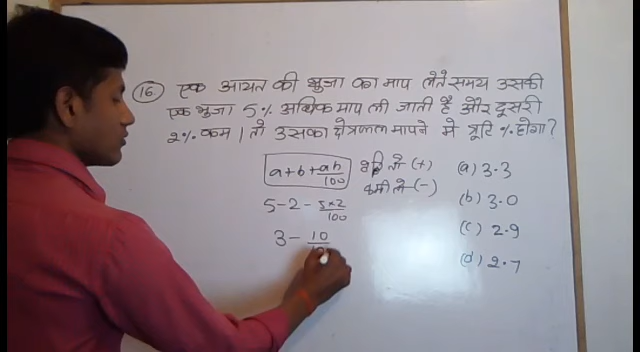 16) एक आयत की भुजा का माप लेते समय उसकी
एक भुजा 5% अधिक माप ली जाती है और दूसरी
2% कम। तो उसका क्षेत्रफल मापने मे त्रूटि % होगा?
a+b+ab/100 तो (+)
कमी तो (-)
5-2-5×2/100
3-10/10
(a) 3.3
(b) 3.0
(c) 2.9
(d) 2.7